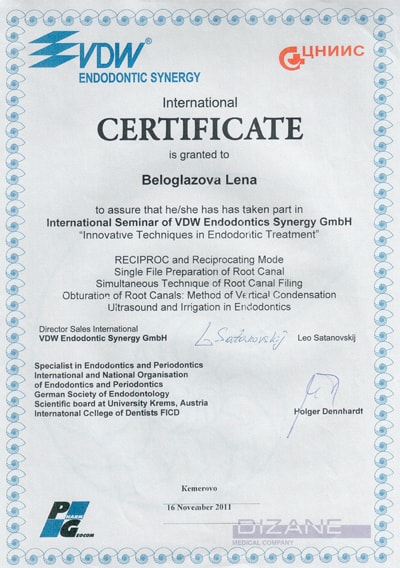 VDW®
ENDODONTIC SYNERGY
ЦНИИС
International
CERTIFICATE
is granted to
Beloglazova Lena
to assure that he/she has has taken part in
International Seminar of VDW Endodontics Synergy GmbH
“Innovative Techniques in Endodontic Treatment”
RECIPROC and Reciprocating Mode
Single File Preparation of Root Canal
Simultaneous Technique of Root Canal Filing
Obturation of Root Canals: Method of Vertical Condensation
Ultrasound and Irrigation in Endodontics
Director Sales International
VDW Endodontic Synergy GmbH
L. Satanovskij
Leo Satanovskij
Specialist in Endodontics and Periodontics
International and National Organisation
of Endodontics and Periodontics
German Society of Endodontology
Scientific board at University Krems, Austria
Internatonal College of Dentists FICD
Holger Dennhardt
Kemerovo
16 November 2011
PHARM
GEOCOM
DIZANE
MEDICAL COMPANY